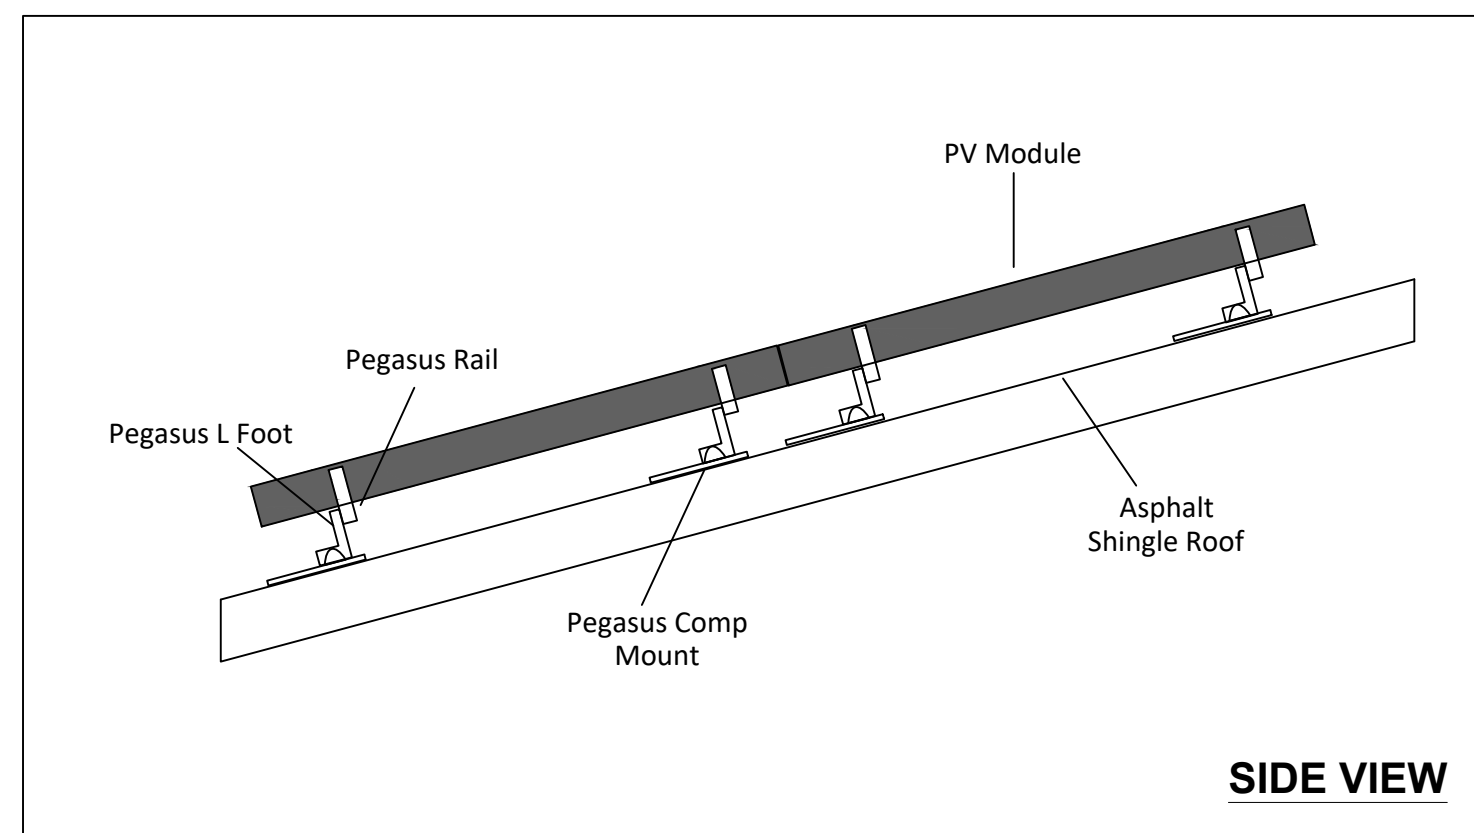 PV Module
Pegasus Rail
Pegasus L Foot
Asphalt
Shingle Roof
Pegasus Comp
Mount
SIDE VIEW